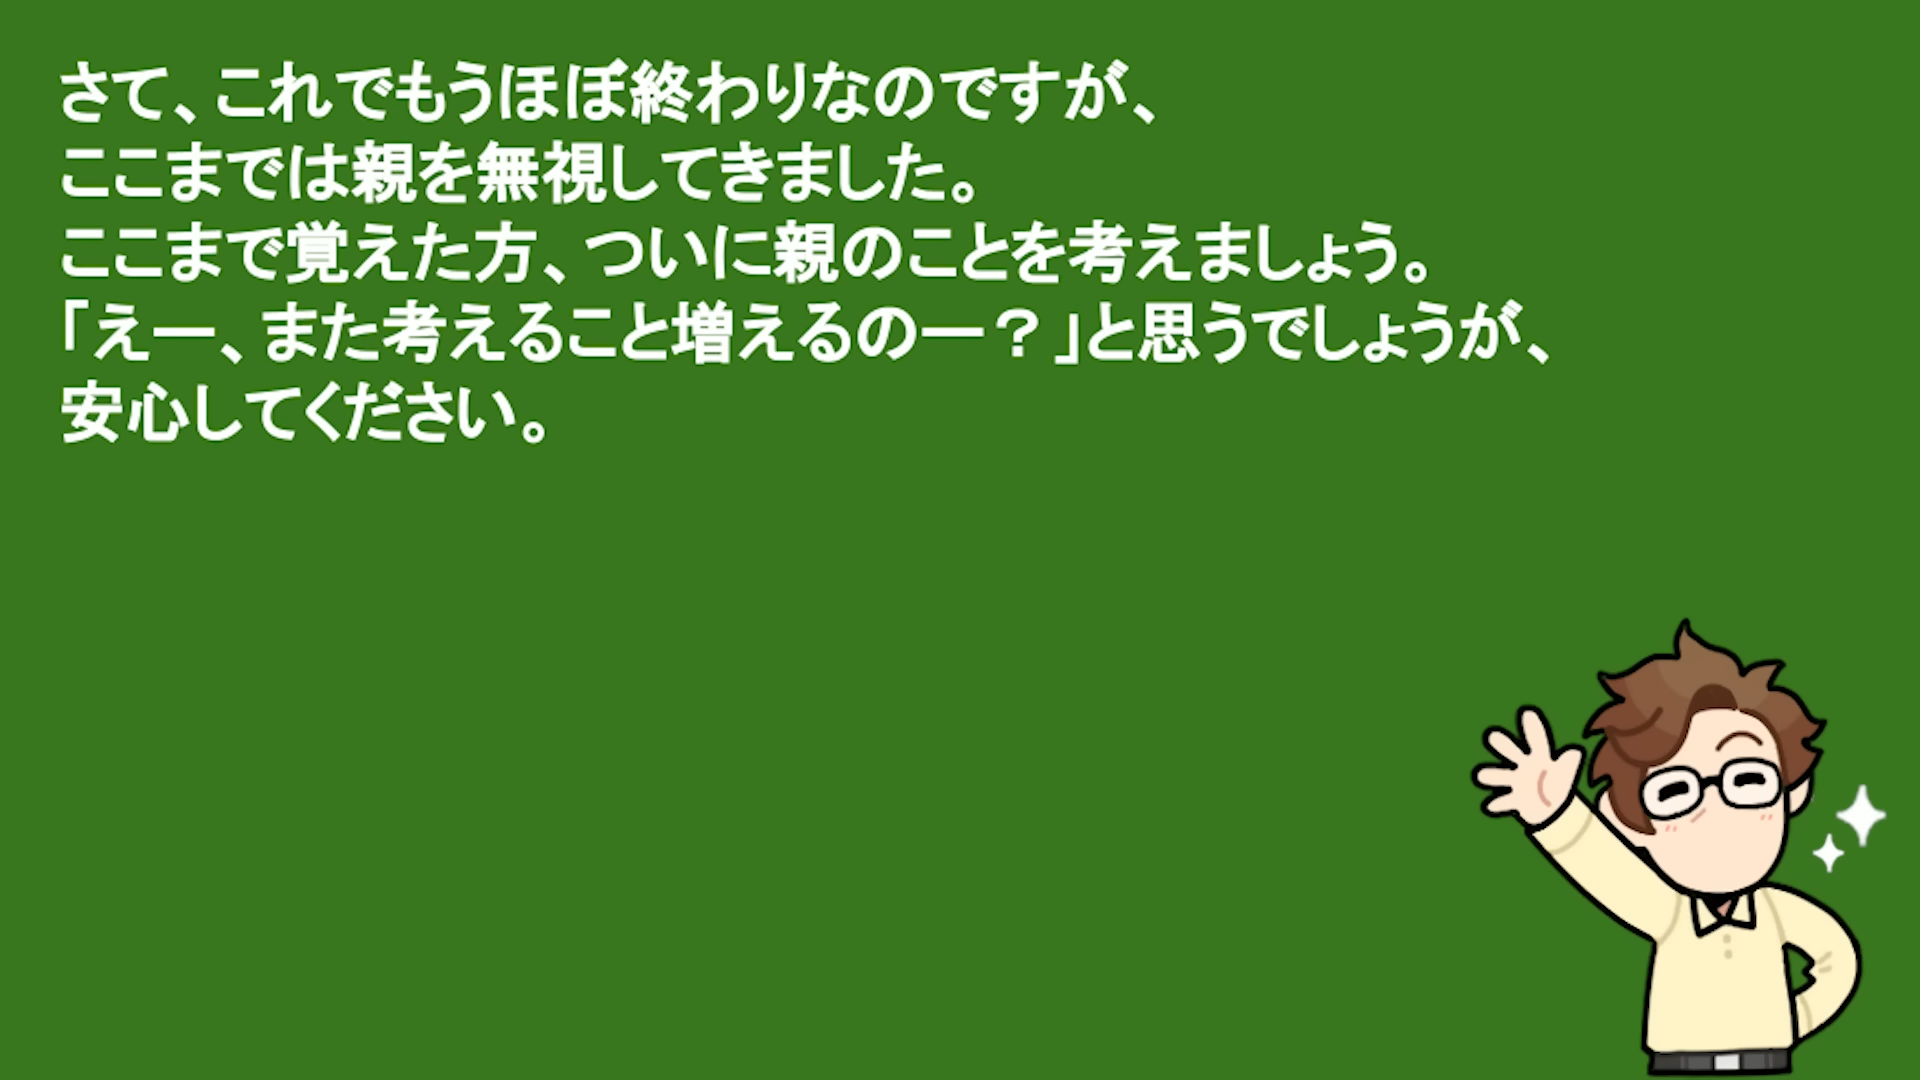 さて、これでもうほぼ終わりなのですが、
ここまでは親を無視してきました。
ここまで覚えた方、ついに親のことを考えましょう。
「えー、また考えること増えるのー？」と思うでしょうが、
安心してください。